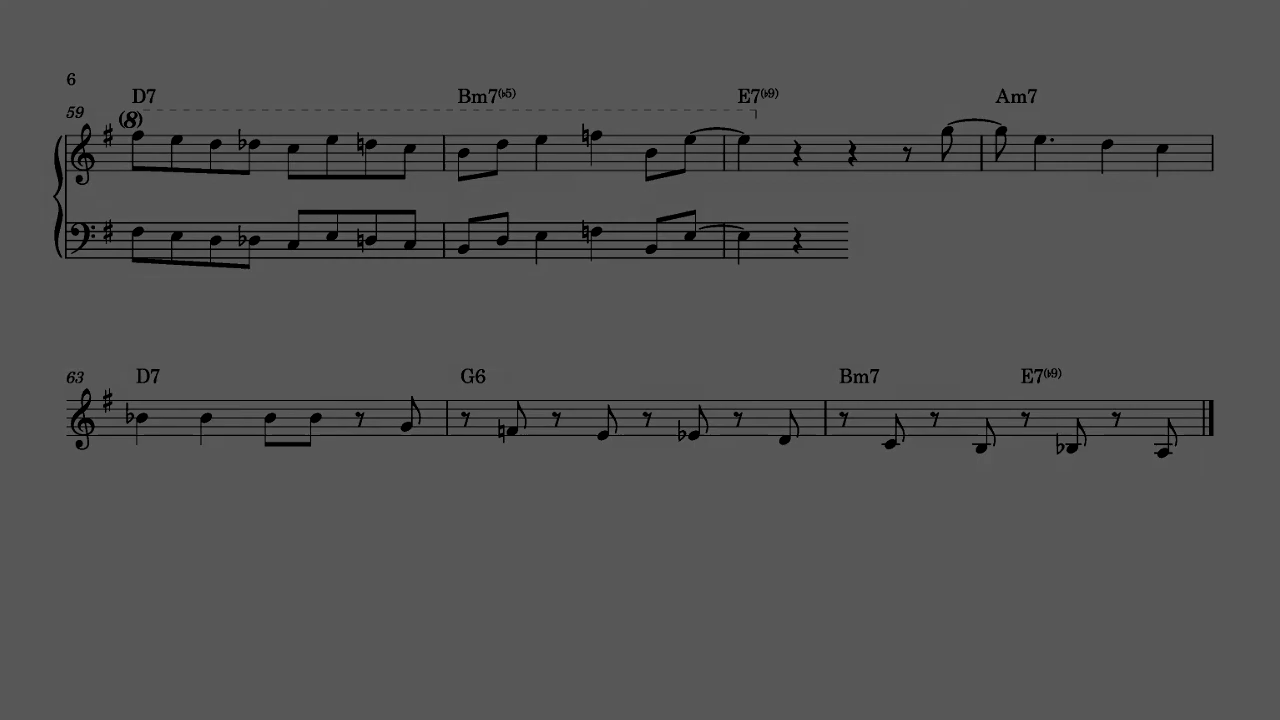 6
D7 Bm7(♭5) E7(♭9) Am7
59 (8)
63 D7 G6 Bm7 E7(♭9)